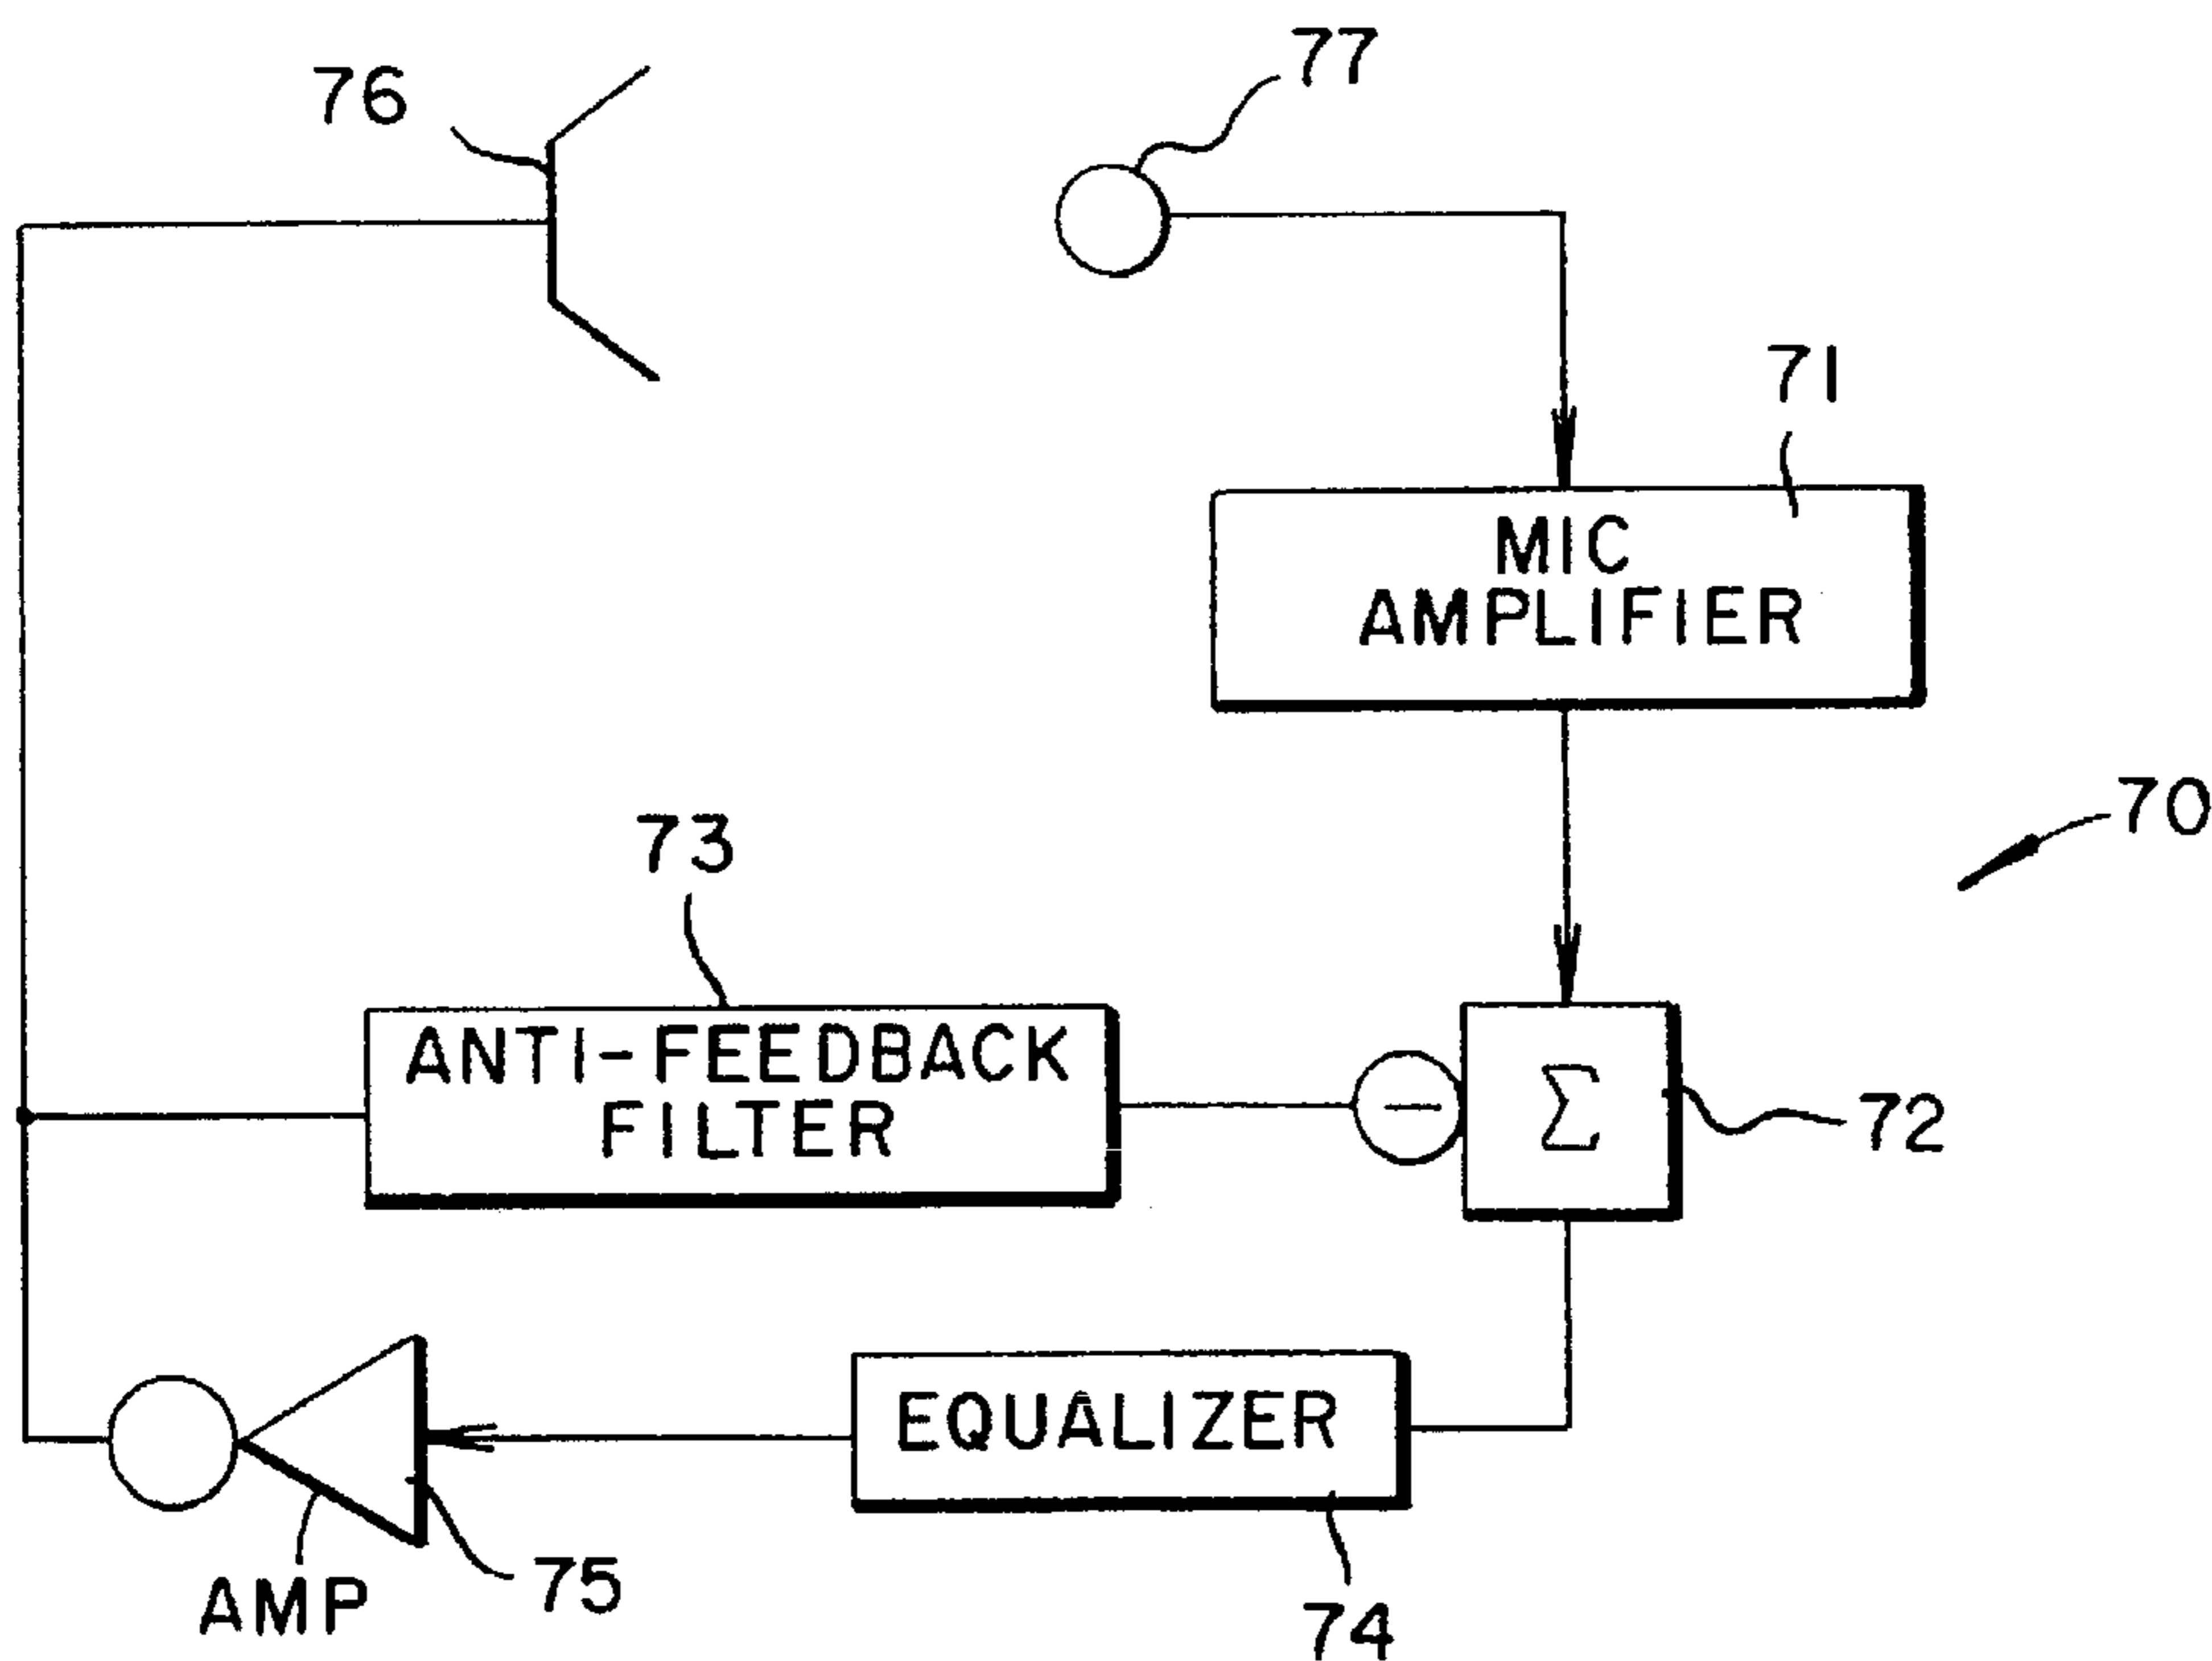 76
77
71
MIC
AMPLIFIER
70
73
ANTI-FEEDBACK
FILTER
−
Σ
72
EQUALIZER
AMP
75
74